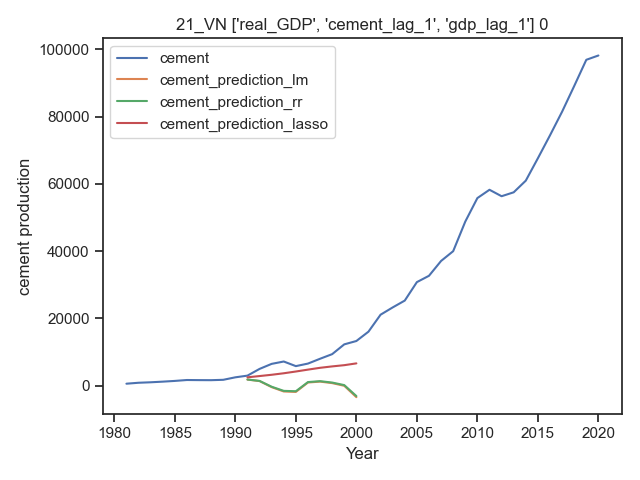 21_VN ['real_GDP', 'cement_lag_1', 'gdp_lag_1'] 0
cement
cement_prediction_lm
cement_prediction_rr
cement_prediction_lasso
cement production
100000
80000
60000
40000
20000
0
1980 1985 1990 1995 2000 2005 2010 2015 2020
Year